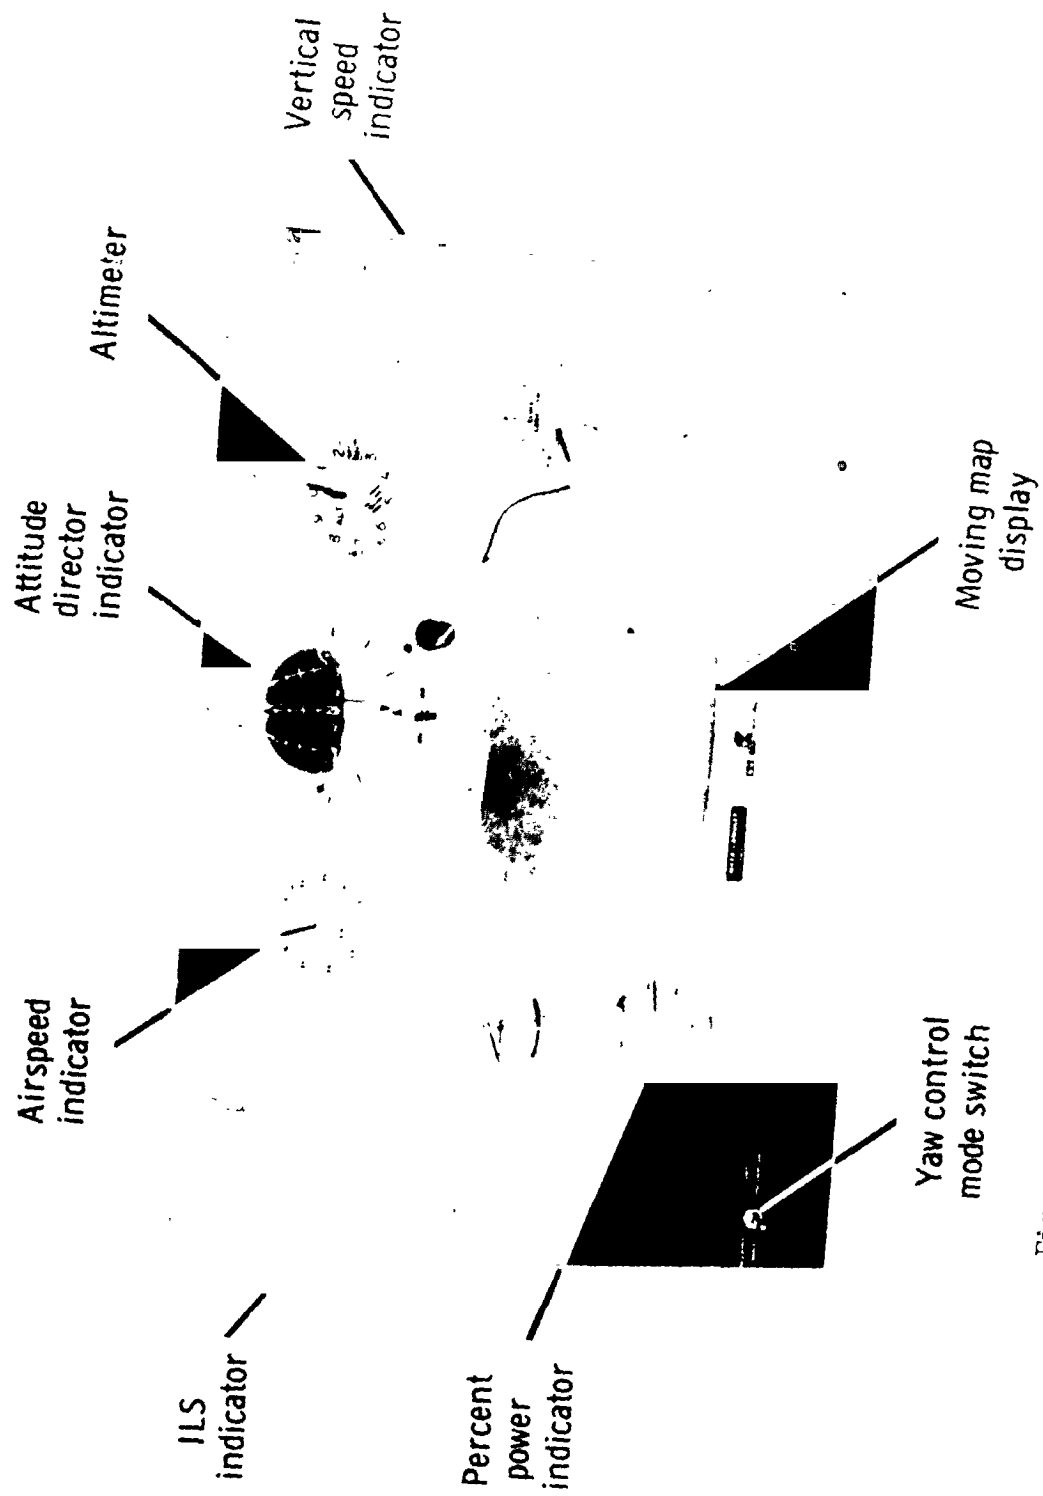 ILS
indicator
Airspeed
indicator
Attitude
director
indicator
Altimeter
Vertical
speed
indicator
Percent
power
indicator
Yaw control
mode switch
Moving map
display